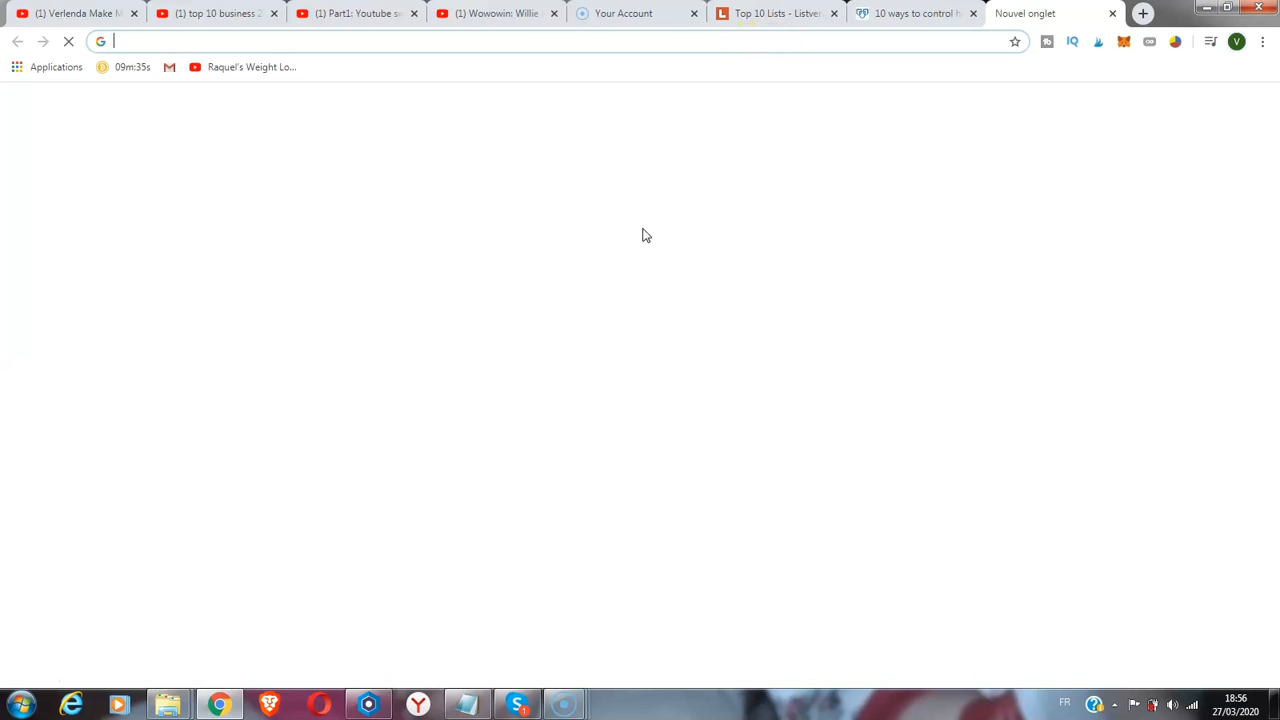 (1) Verlenda Make M
(1) top 10 business 2
(1) Part1: Youtube se
(1) Wowowin: Willie
Your Account
Top 10 Lists - Listver
10 ways to control h
Nouvel onglet
Applications
09m:35s
Raquel's Weight Lo...
FR
18:56
27/03/2020